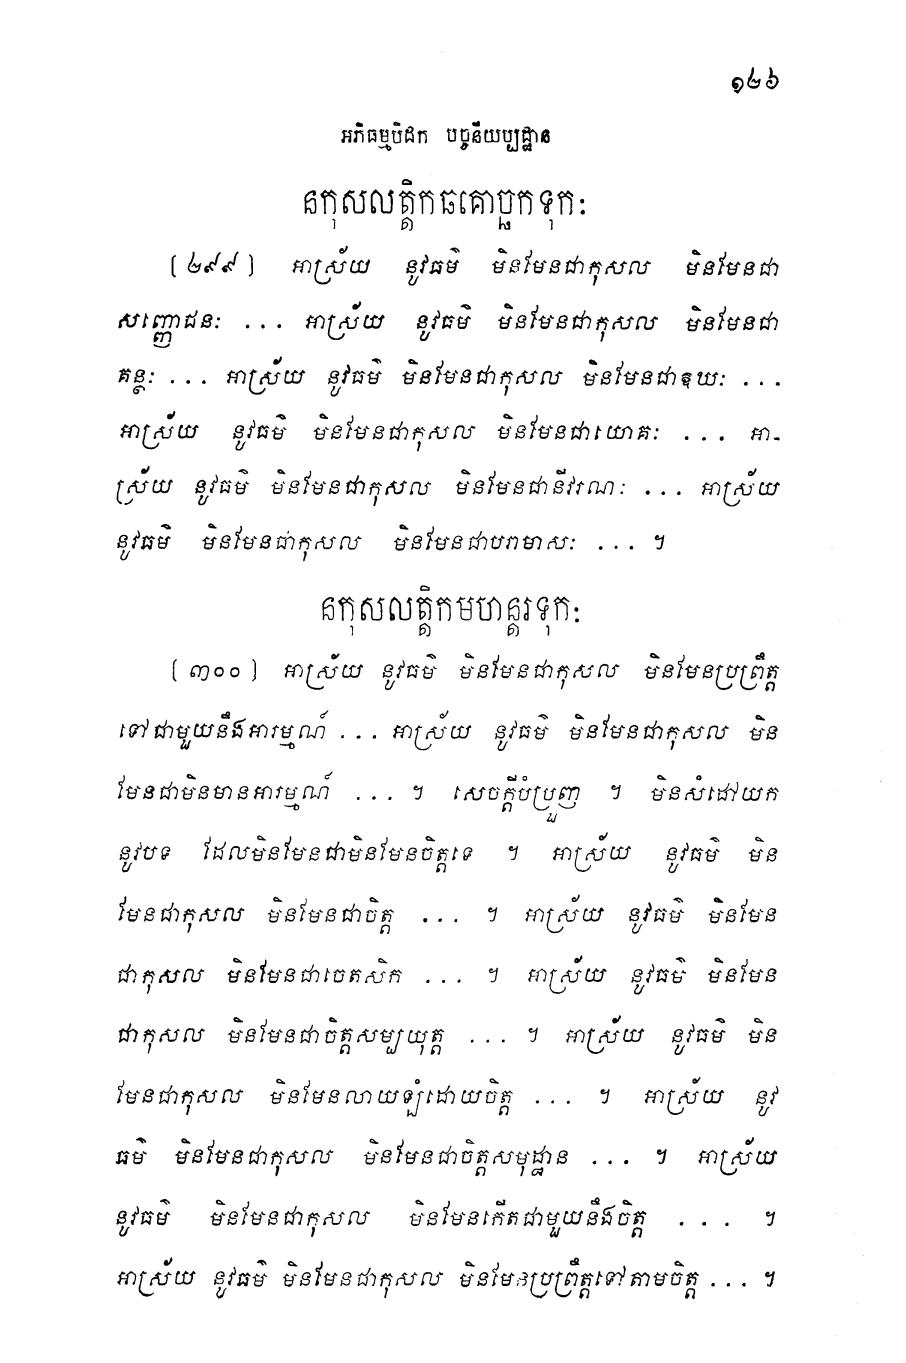 ១២៦
អភិធម្មបិដក បច្ចនីយប្បដ្ឋាន
នកុសលត្តិកធគោច្ឆកទុកៈ
(២៩៩) អាស្រ័យ នូវធម៌ មិនមែនជាកុសល មិនមែនជា
សញ្ញោជនៈ ... អាស្រ័យ នូវធម៌ មិនមែនជាកុសល មិនមែនជា
គន្ថៈ ... អាស្រ័យ នូវធម៌ មិនមែនជាកុសល មិនមែនជាឱឃៈ ...
អាស្រ័យ នូវធម៌ មិនមែនជាកុសល មិនមែនជាយោគៈ ... អា-
ស្រ័យ នូវធម៌ មិនមែនជាកុសល មិនមែនជានីវរណៈ ... អាស្រ័យ
នូវធម៌ មិនមែនជាកុសល មិនមែនជាបរាមាសៈ ... ។
នកុសលត្តិកមហន្តរទុកៈ
(៣០០) អាស្រ័យ នូវធម៌ មិនមែនជាកុសល មិនមែនប្រព្រឹត្ត
ទៅជាមួយនឹងអារម្មណ៍ ... អាស្រ័យ នូវធម៌ មិនមែនជាកុសល មិន
មែនជាមិនមានអារម្មណ៍ ... ។ សេចក្តីបំប្រួញ ។ មិនសំដៅយក
នូវបទ ដែលមិនមែនជាមិនមែនចិត្តទេ ។ អាស្រ័យ នូវធម៌ មិន
មែនជាកុសល មិនមែនជាចិត្ត ... ។ អាស្រ័យ នូវធម៌ មិនមែន
ជាកុសល មិនមែនជាចេតសិក ... ។ អាស្រ័យ នូវធម៌ មិនមែន
ជាកុសល មិនមែនជាចិត្តសម្បយុត្ត ... ។ អាស្រ័យ នូវធម៌ មិន
មែនជាកុសល មិនមែនលាយឡំដោយចិត្ត ... ។ អាស្រ័យ នូវ
ធម៌ មិនមែនជាកុសល មិនមែនជាចិត្តសមុដ្ឋាន ... ។ អាស្រ័យ
នូវធម៌ មិនមែនជាកុសល មិនមែនកើតជាមួយនឹងចិត្ត ... ។
អាស្រ័យ នូវធម៌ មិនមែនជាកុសល មិនមែនប្រព្រឹត្តទៅតាមចិត្ត ... ។